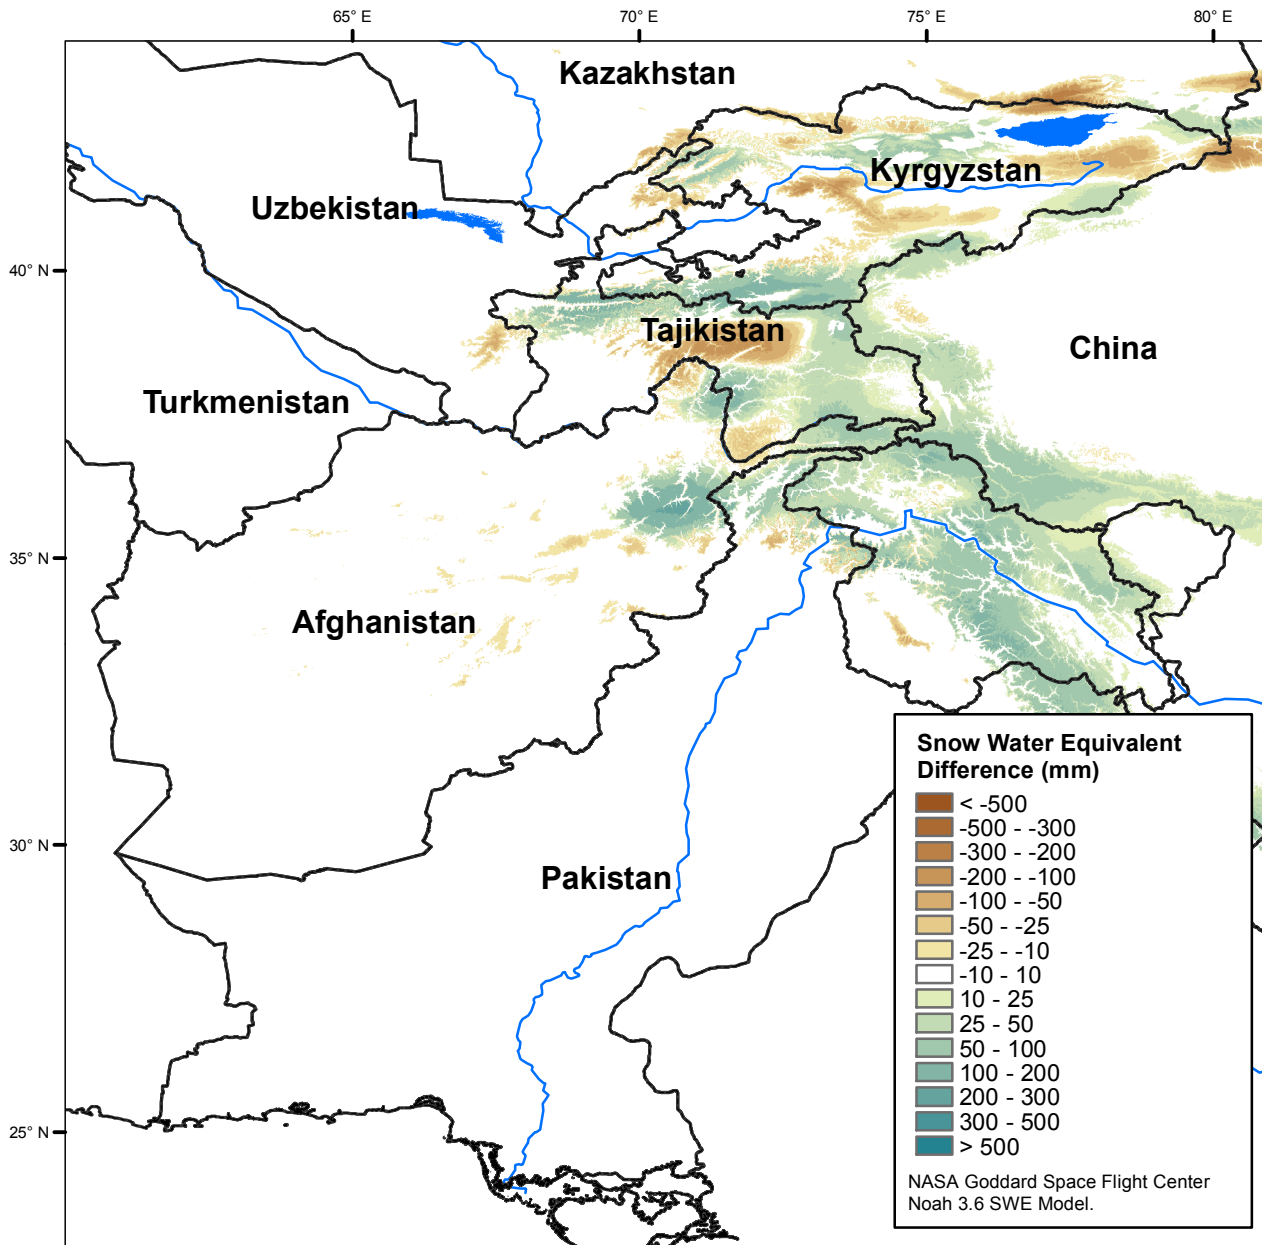 65° E
70° E
75° E
80° E
Kazakhstan
Kyrgyzstan
Uzbekistan
40° N
Tajikistan
China
Turkmenistan
35° N
Afghanistan
30° N
Pakistan
25° N
Snow Water Equivalent
Difference (mm)
< -500
-500 - -300
-300 - -200
-200 - -100
-100 - -50
-50 - -25
-25 - -10
-10 - 10
10 - 25
25 - 50
50 - 100
100 - 200
200 - 300
300 - 500
> 500
NASA Goddard Space Flight Center
Noah 3.6 SWE Model.